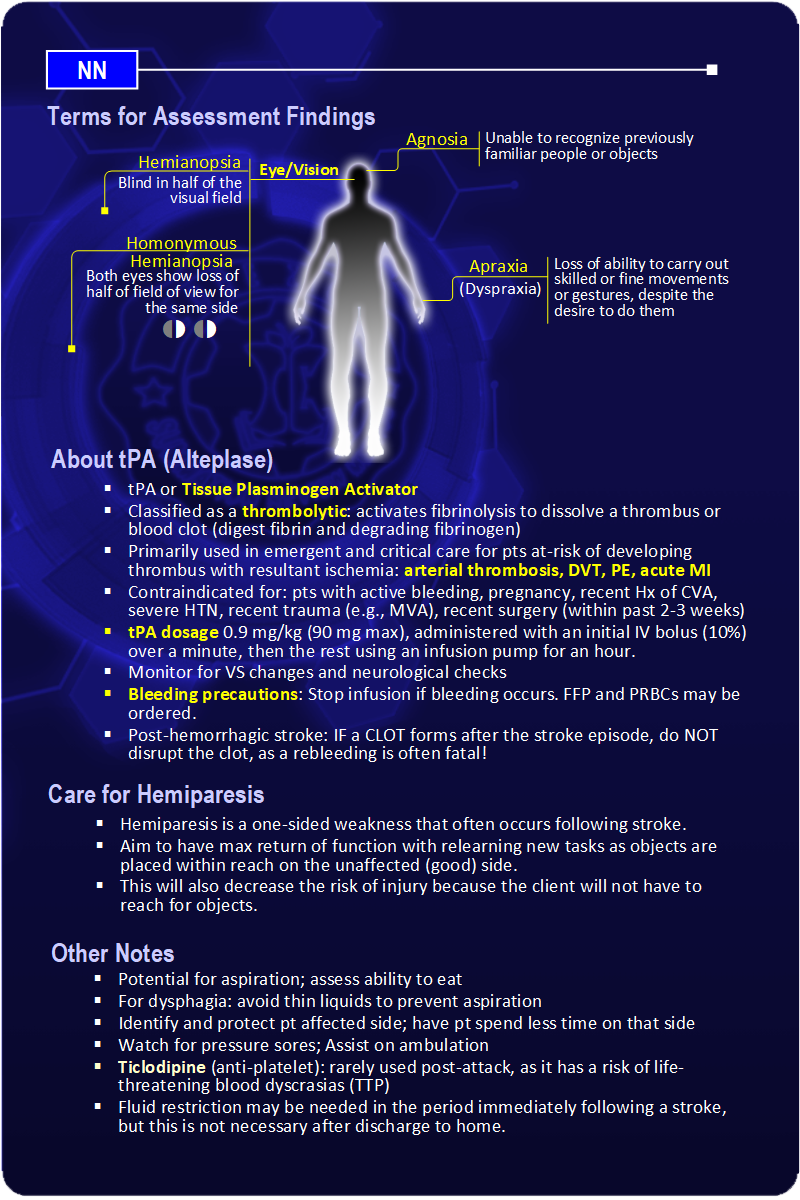 NN
Terms for Assessment Findings
Agnosia
Unable to recognize previously
familiar people or objects
Eye/Vision
Hemianopsia
Blind in half of the
visual field
Homonymous
Hemianopsia
Both eyes show loss of
half of field of view for
the same side
Apraxia
(Dyspraxia)
Loss of ability to carry out
skilled or fine movements
or gestures, despite the
desire to do them
About tPA (Alteplase)
▪ tPA or Tissue Plasminogen Activator
▪ Classified as a thrombolytic: activates fibrinolysis to dissolve a thrombus or
blood clot (digest fibrin and degrading fibrinogen)
▪ Primarily used in emergent and critical care for pts at-risk of developing
thrombus with resultant ischemia: arterial thrombosis, DVT, PE, acute MI
▪ Contraindicated for: pts with active bleeding, pregnancy, recent Hx of CVA,
severe HTN, recent trauma (e.g., MVA), recent surgery (within past 2-3 weeks)
▪ tPA dosage 0.9 mg/kg (90 mg max), administered with an initial IV bolus (10%)
over a minute, then the rest using an infusion pump for an hour.
▪ Monitor for VS changes and neurological checks
▪ Bleeding precautions: Stop infusion if bleeding occurs. FFP and PRBCs may be
ordered.
▪ Post-hemorrhagic stroke: IF a CLOT forms after the stroke episode, do NOT
disrupt the clot, as a rebleeding is often fatal!
Care for Hemiparesis
▪ Hemiparesis is a one-sided weakness that often occurs following stroke.
▪ Aim to have max return of function with relearning new tasks as objects are
placed within reach on the unaffected (good) side.
▪ This will also decrease the risk of injury because the client will not have to
reach for objects.
Other Notes
▪ Potential for aspiration; assess ability to eat
▪ For dysphagia: avoid thin liquids to prevent aspiration
▪ Identify and protect pt affected side; have pt spend less time on that side
▪ Watch for pressure sores; Assist on ambulation
▪ Ticlodipine (anti-platelet): rarely used post-attack, as it has a risk of life-
threatening blood dyscrasias (TTP)
▪ Fluid restriction may be needed in the period immediately following a stroke,
but this is not necessary after discharge to home.